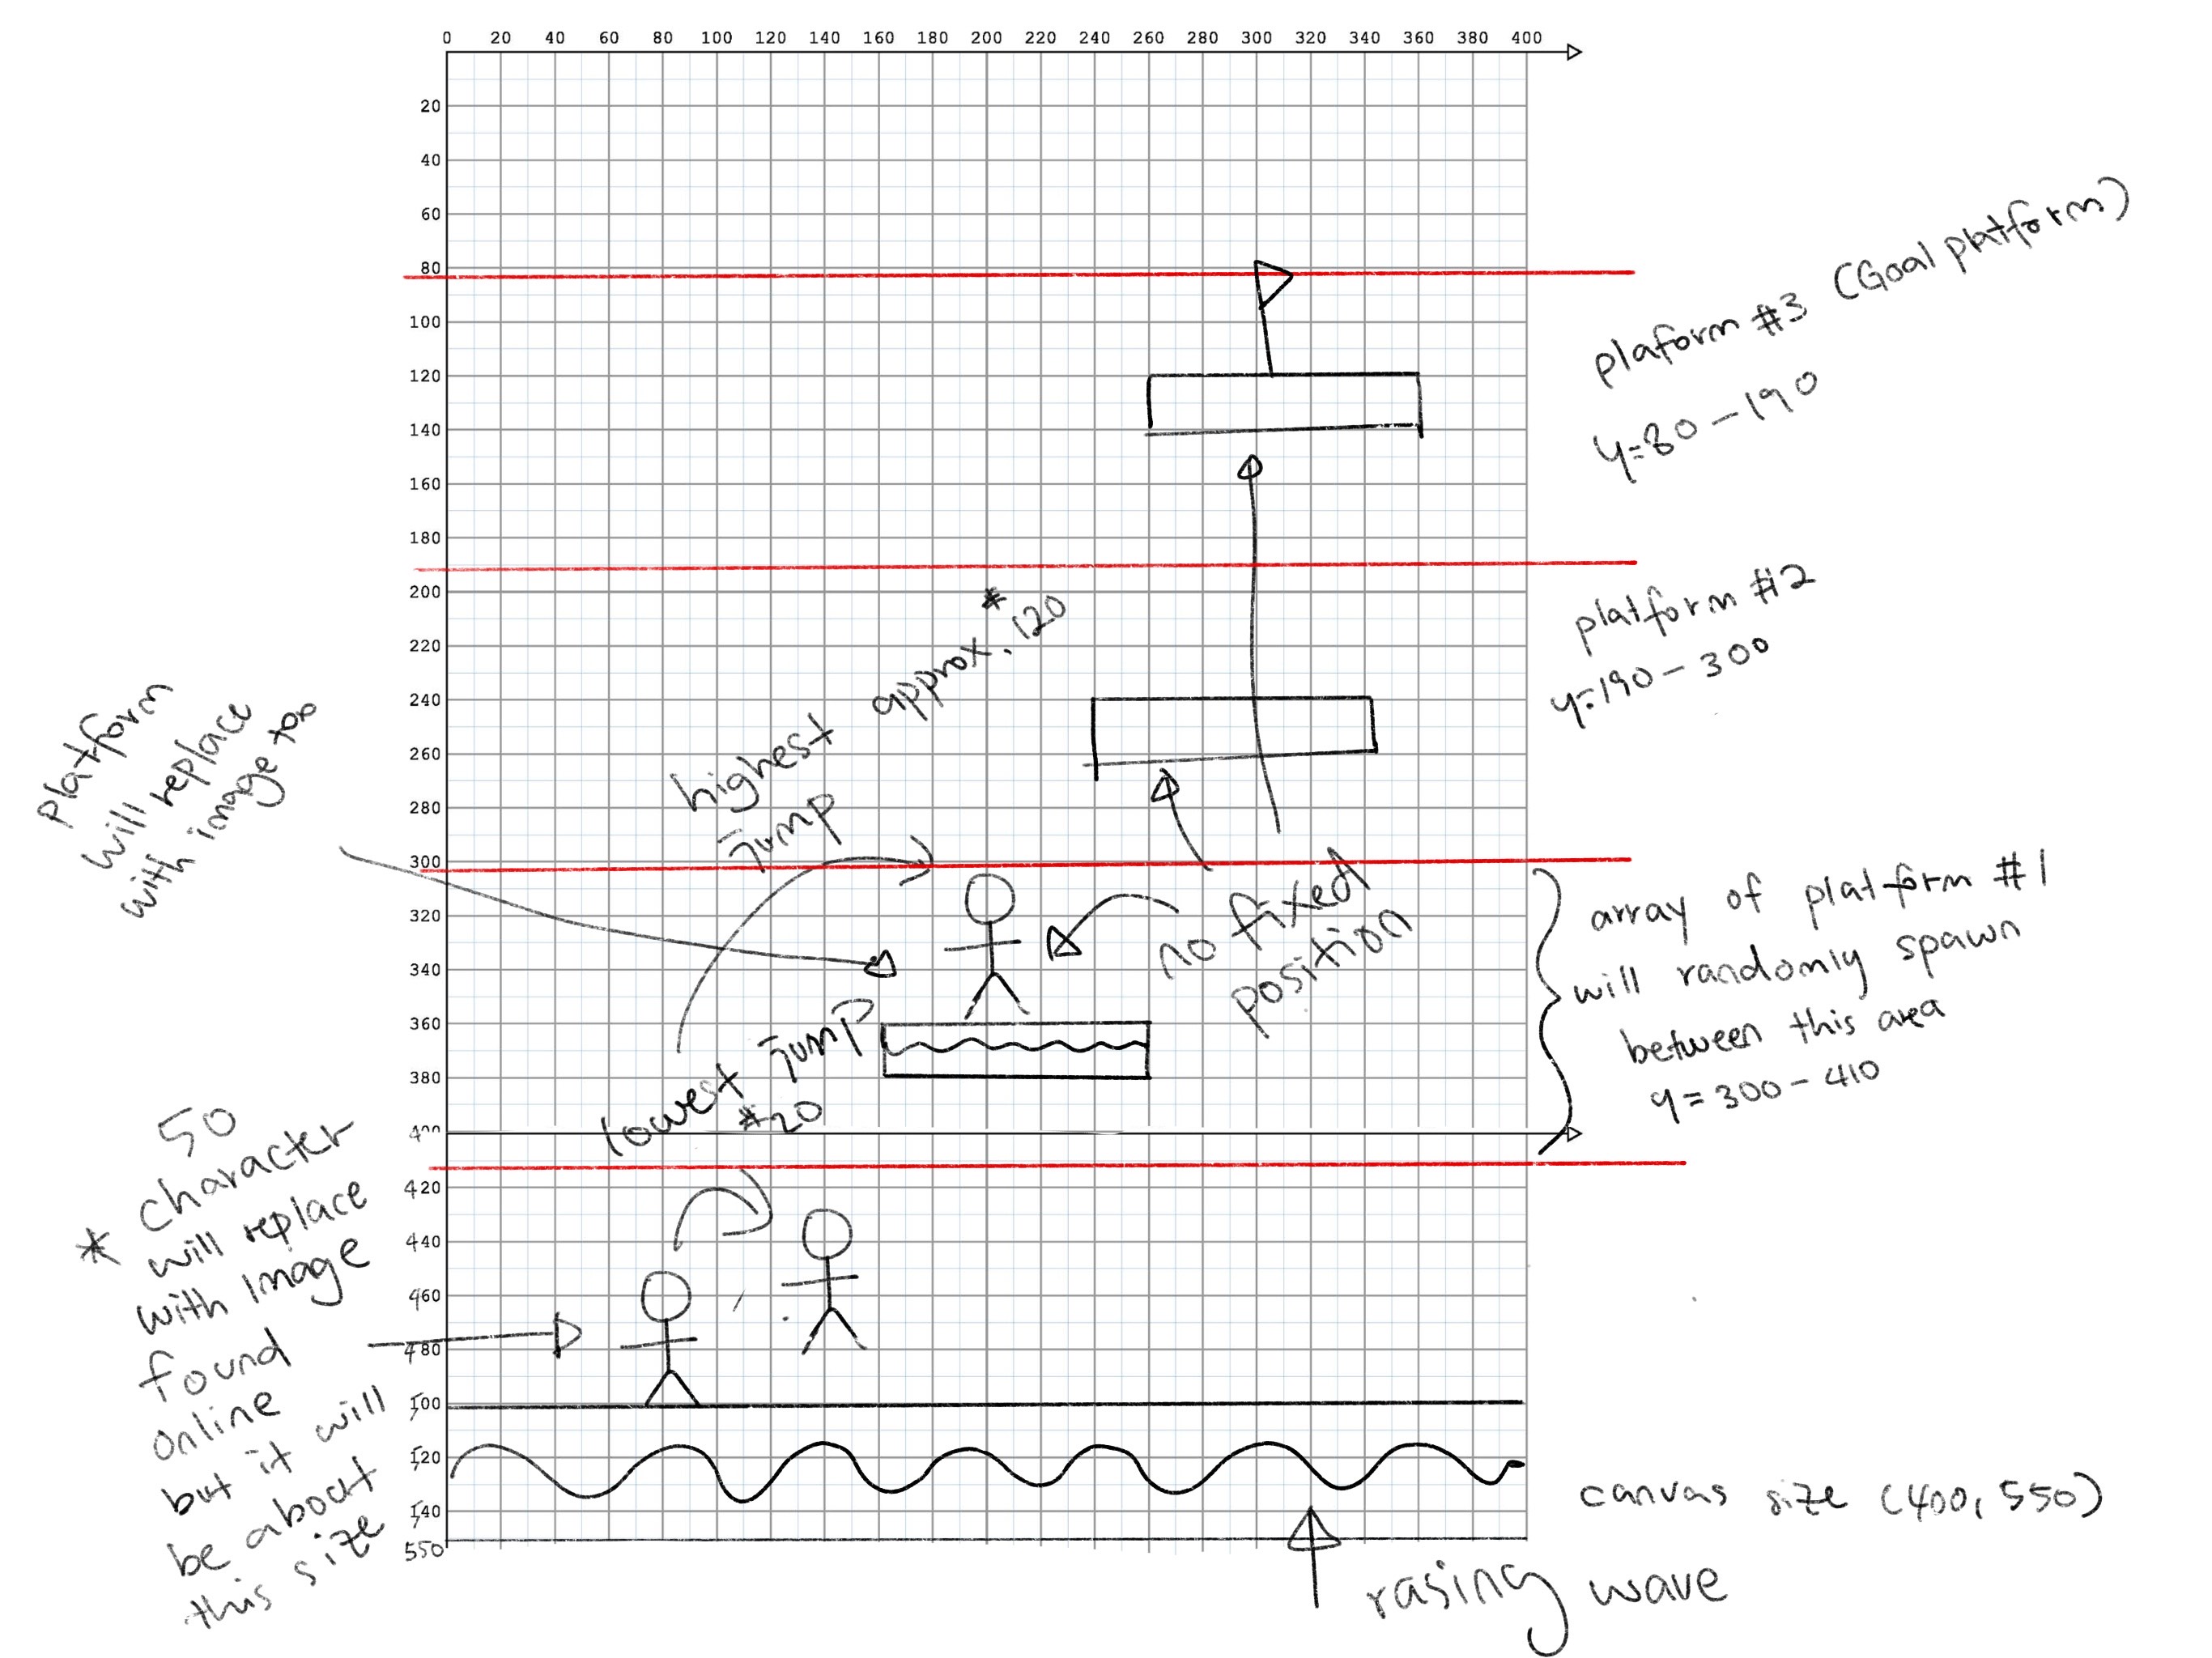 0 20 40 60 80 100 120 140 160 180 200 220 240 260 280 300 320 340 360 380 400
20
40
60
80
100
120
140
160
180
200
220
240
260
280
300
320
340
360
380
400
420
440
460
480
500
520
540
550
plaform #3 (Goal platform)
y=80-190
platform #2
y=190-300
highest approx. *120
Jump
platform
will replace
with image too
no fixed
position
array of platform #1
will randomly spawn
between this area
y=300-410
lowest Jump
*20
50
* character
will replace
with image
found
online
but it will
be about
this size
canvas size (400, 550)
rasing wave